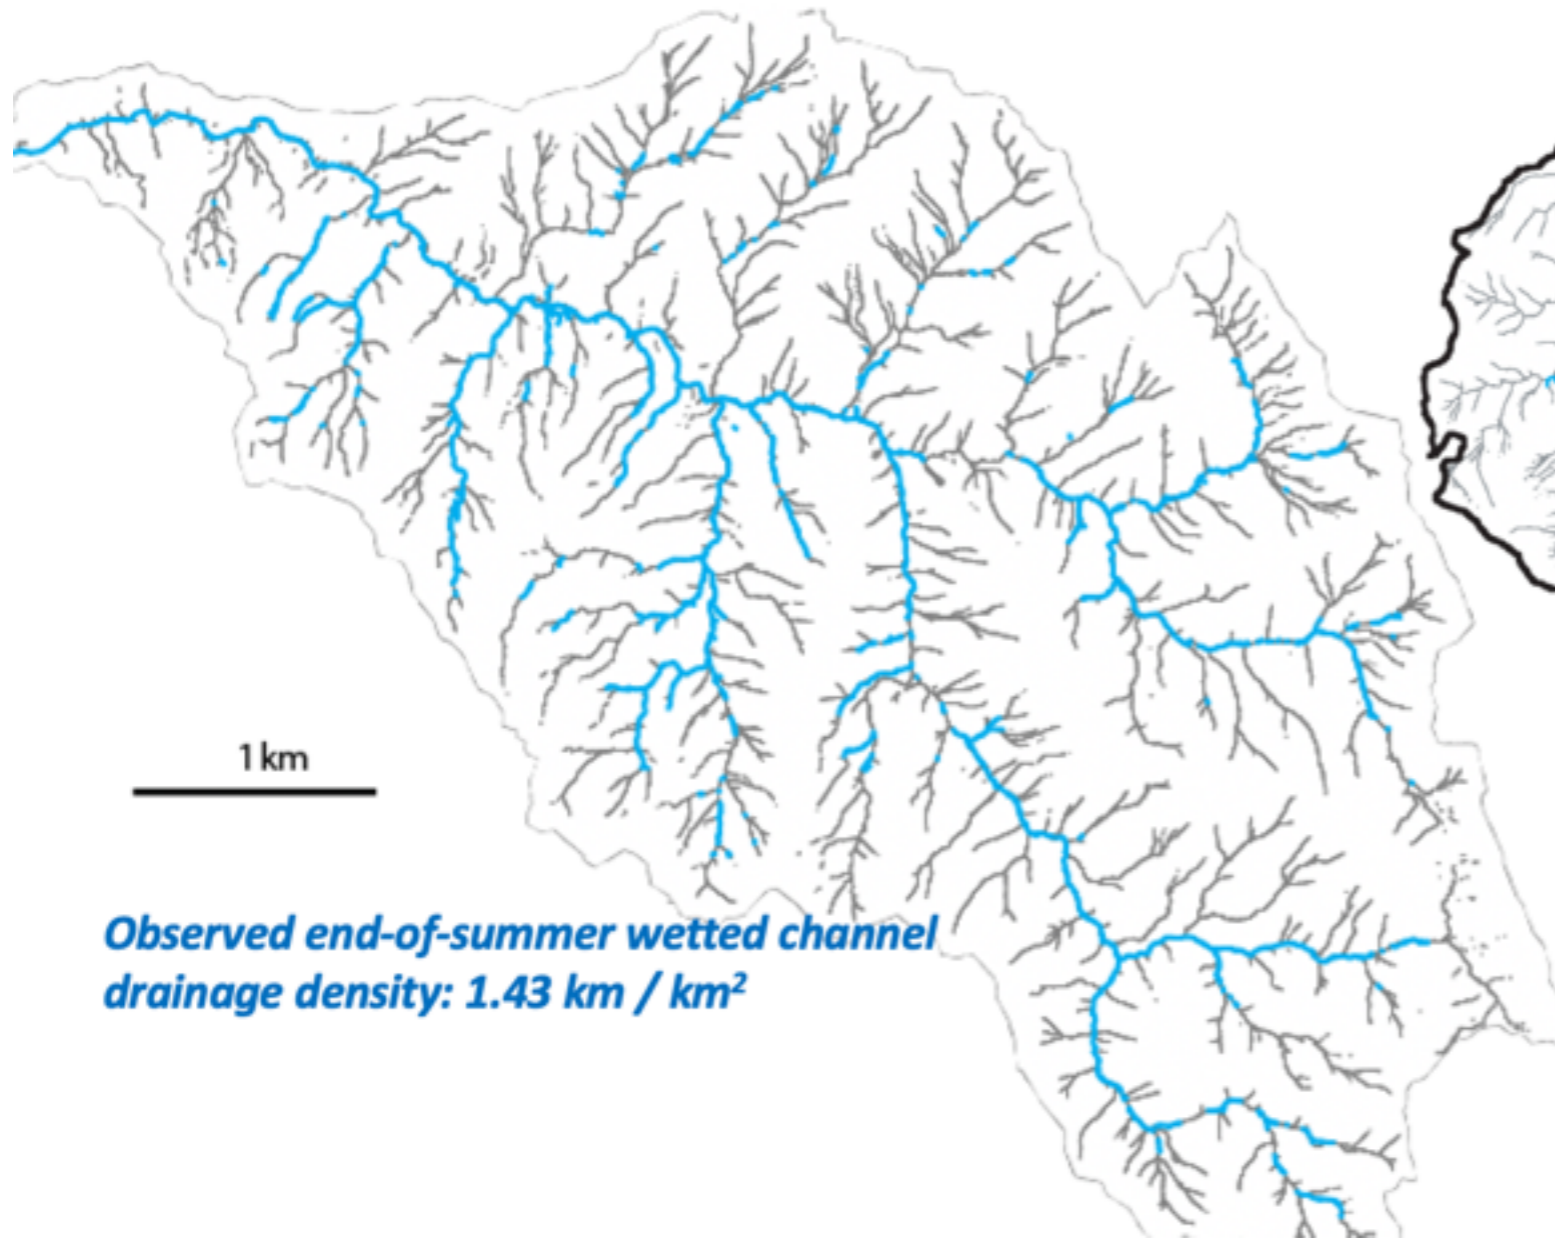 1 km
Observed end-of-summer wetted channel
drainage density: 1.43 km / km²